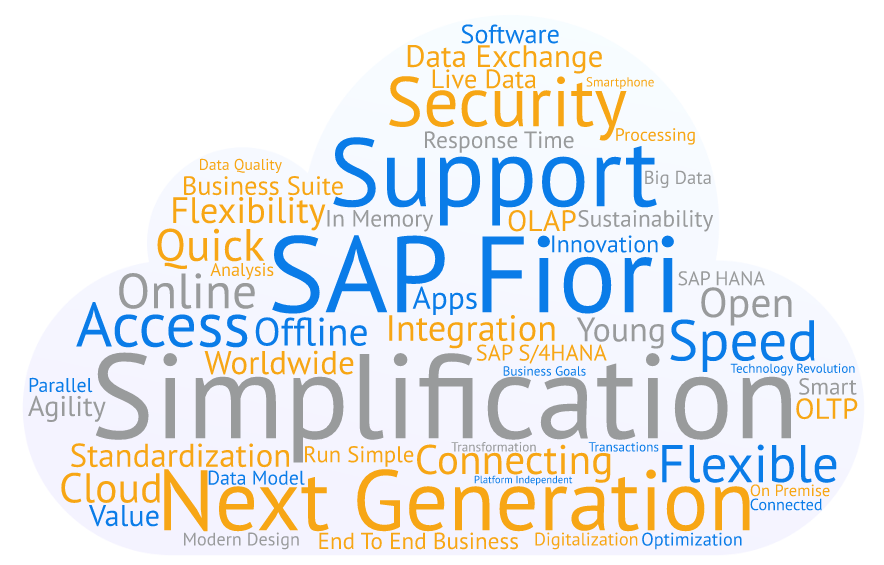 Software
Data Exchange
Live Data
Smartphone
Security
Response Time
Processing
Data Quality
Support
Business Suite
Big Data
Flexibility
In Memory
OLAP
Sustainability
Quick
Innovation
Analysis
SAP Fiori
SAP HANA
Online
Apps
Open
Access
Offline
Integration
Young
Speed
Worldwide
SAP S/4HANA
Business Goals
Technology Revolution
Parallel
Simplification
Smart
Agility
OLTP
Standardization
Run Simple
Transformation
Transactions
Connecting
Flexible
Cloud
Data Model
Platform Independent
On Premise
Value
Next Generation
Connected
Modern Design
End To End Business
Digitalization
Optimization